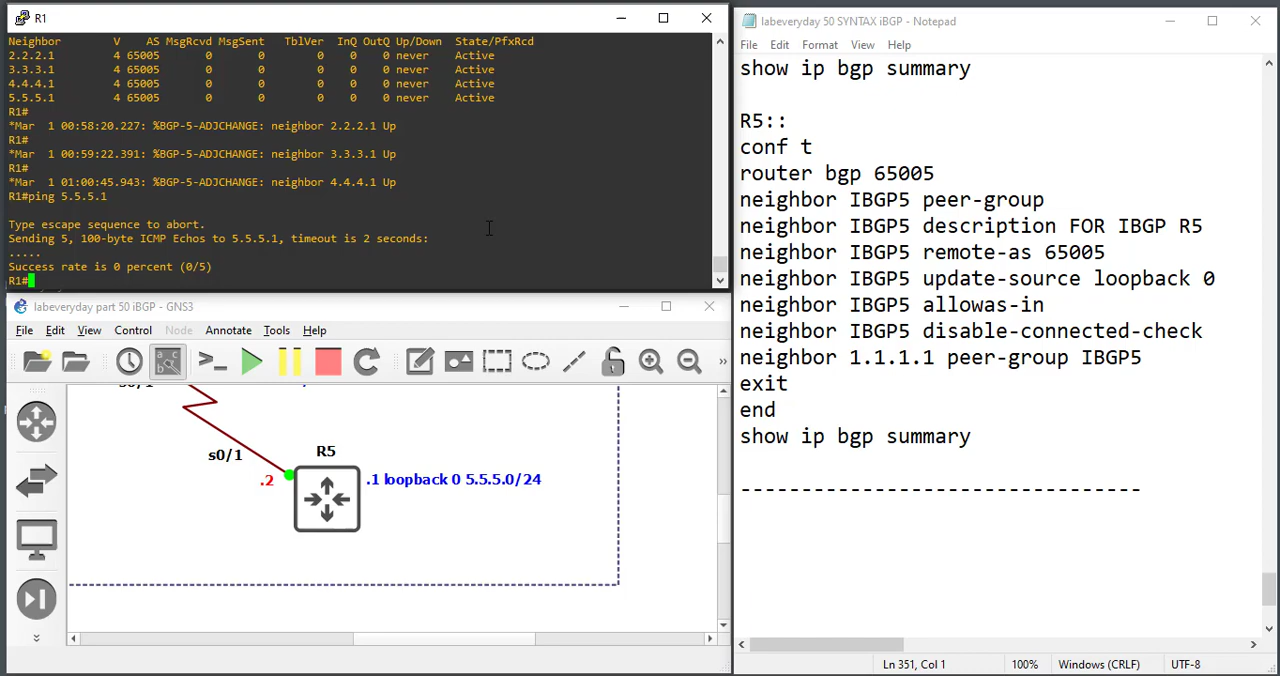 R1
Neighbor V AS MsgRcvd MsgSent TblVer InQ OutQ Up/Down State/PfxRcd
2.2.2.1 4 65005 0 0 0 0 0 never Active
3.3.3.1 4 65005 0 0 0 0 0 never Active
4.4.4.1 4 65005 0 0 0 0 0 never Active
5.5.5.1 4 65005 0 0 0 0 0 never Active
R1#
*Mar 1 00:58:20.227: %BGP-5-ADJCHANGE: neighbor 2.2.2.1 Up
R1#
*Mar 1 00:59:22.391: %BGP-5-ADJCHANGE: neighbor 3.3.3.1 Up
R1#
*Mar 1 01:00:45.943: %BGP-5-ADJCHANGE: neighbor 4.4.4.1 Up
R1#ping 5.5.5.1
Type escape sequence to abort.
Sending 5, 100-byte ICMP Echos to 5.5.5.1, timeout is 2 seconds:
.....
Success rate is 0 percent (0/5)
R1#
labeveryday part 50 iBGP - GNS3
File Edit View Control Node Annotate Tools Help
abc
»
s0/1
R5
.2
.1 loopback 0 5.5.5.0/24
labeveryday 50 SYNTAX iBGP - Notepad
File Edit Format View Help
show ip bgp summary
R5::
conf t
router bgp 65005
neighbor IBGP5 peer-group
neighbor IBGP5 description FOR IBGP R5
neighbor IBGP5 remote-as 65005
neighbor IBGP5 update-source loopback 0
neighbor IBGP5 allowas-in
neighbor IBGP5 disable-connected-check
neighbor 1.1.1.1 peer-group IBGP5
exit
end
show ip bgp summary
---------------------------------
Ln 351, Col 1 100% Windows (CRLF) UTF-8